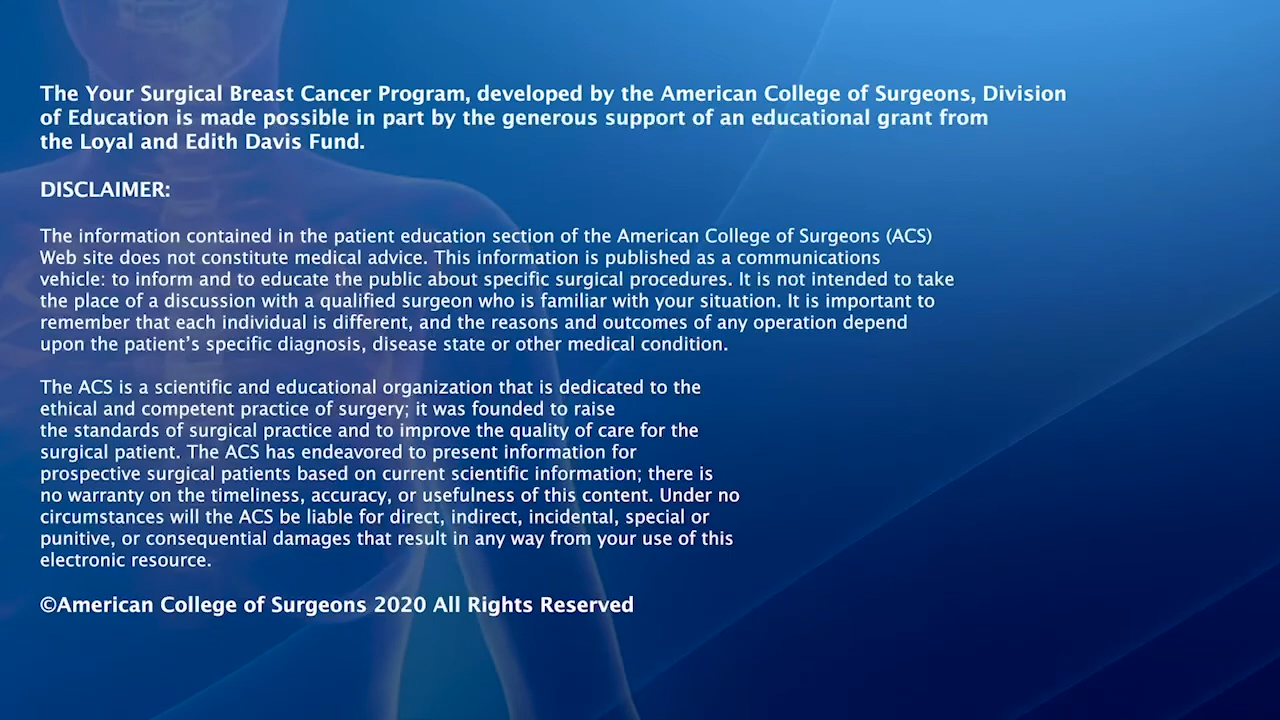 The Your Surgical Breast Cancer Program, developed by the American College of Surgeons, Division
of Education is made possible in part by the generous support of an educational grant from
the Loyal and Edith Davis Fund.
DISCLAIMER:
The information contained in the patient education section of the American College of Surgeons (ACS)
Web site does not constitute medical advice. This information is published as a communications
vehicle: to inform and to educate the public about specific surgical procedures. It is not intended to take
the place of a discussion with a qualified surgeon who is familiar with your situation. It is important to
remember that each individual is different, and the reasons and outcomes of any operation depend
upon the patient’s specific diagnosis, disease state or other medical condition.
The ACS is a scientific and educational organization that is dedicated to the
ethical and competent practice of surgery; it was founded to raise
the standards of surgical practice and to improve the quality of care for the
surgical patient. The ACS has endeavored to present information for
prospective surgical patients based on current scientific information; there is
no warranty on the timeliness, accuracy, or usefulness of this content. Under no
circumstances will the ACS be liable for direct, indirect, incidental, special or
punitive, or consequential damages that result in any way from your use of this
electronic resource.
©American College of Surgeons 2020 All Rights Reserved